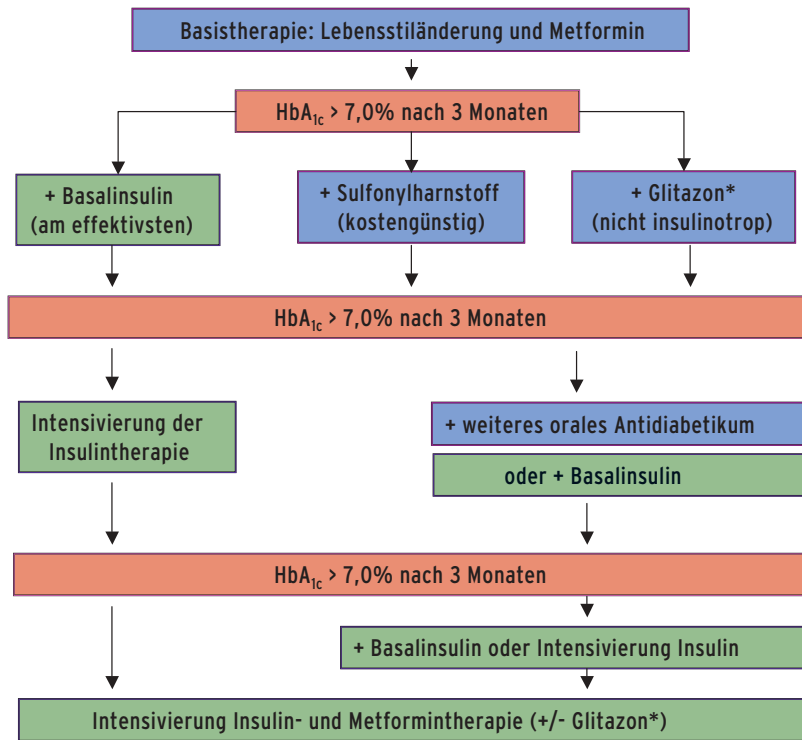 Basistherapie: Lebensstiländerung und Metformin
HbA1c > 7,0% nach 3 Monaten
+ Basalinsulin
(am effektivsten)
+ Sulfonylharnstoff
(kostengünstig)
+ Glitazon*
(nicht insulinotrop)
HbA1c > 7,0% nach 3 Monaten
Intensivierung der
Insulintherapie
+ weiteres orales Antidiabetikum
oder + Basalinsulin
HbA1c > 7,0% nach 3 Monaten
+ Basalinsulin oder Intensivierung Insulin
Intensivierung Insulin- und Metformintherapie (+/- Glitazon*)